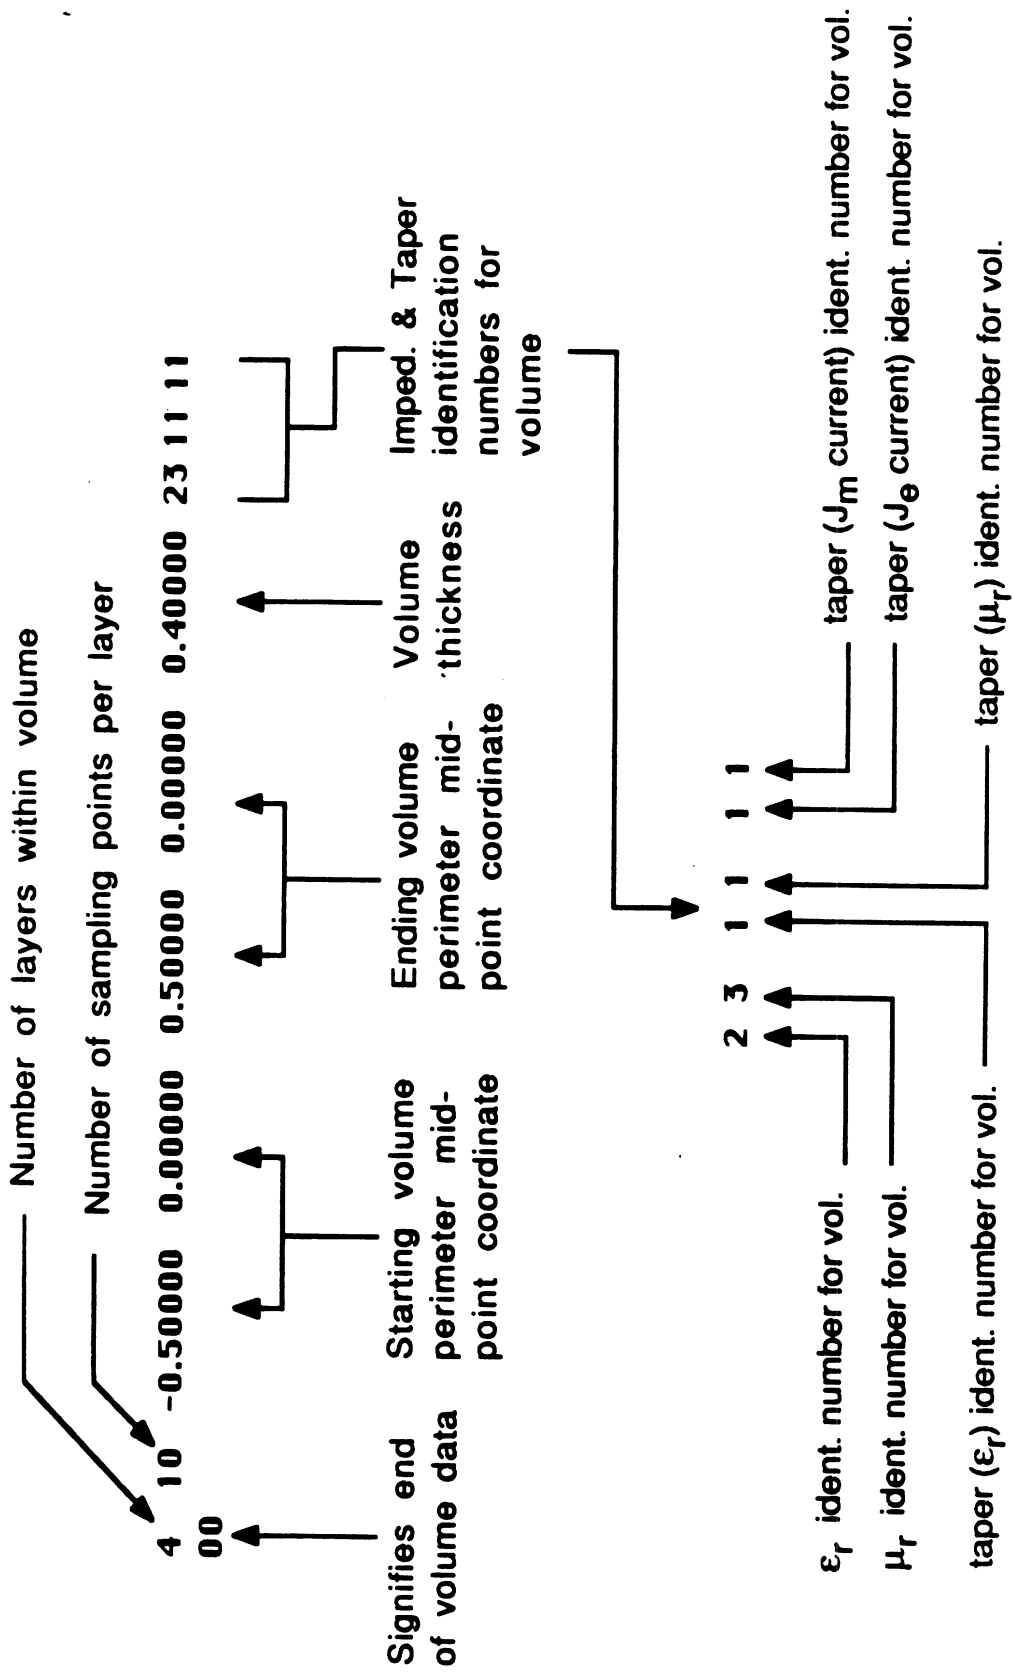 Number of layers within volume
Number of sampling points per layer
4 10 -0.50000 0.00000 0.50000 0.00000 0.40000 23 11 11
00
Signifies end
of volume data
Starting volume
perimeter mid-
point coordinate
Ending volume
perimeter mid-
point coordinate
Volume
thickness
Imped. & Taper
identification
numbers for
volume
2 3 1 1 1 1
εr ident. number for vol.
μr ident. number for vol.
taper (εr) ident. number for vol.
taper (Jm current) ident. number for vol.
taper (Je current) ident. number for vol.
taper (μr) ident. number for vol.